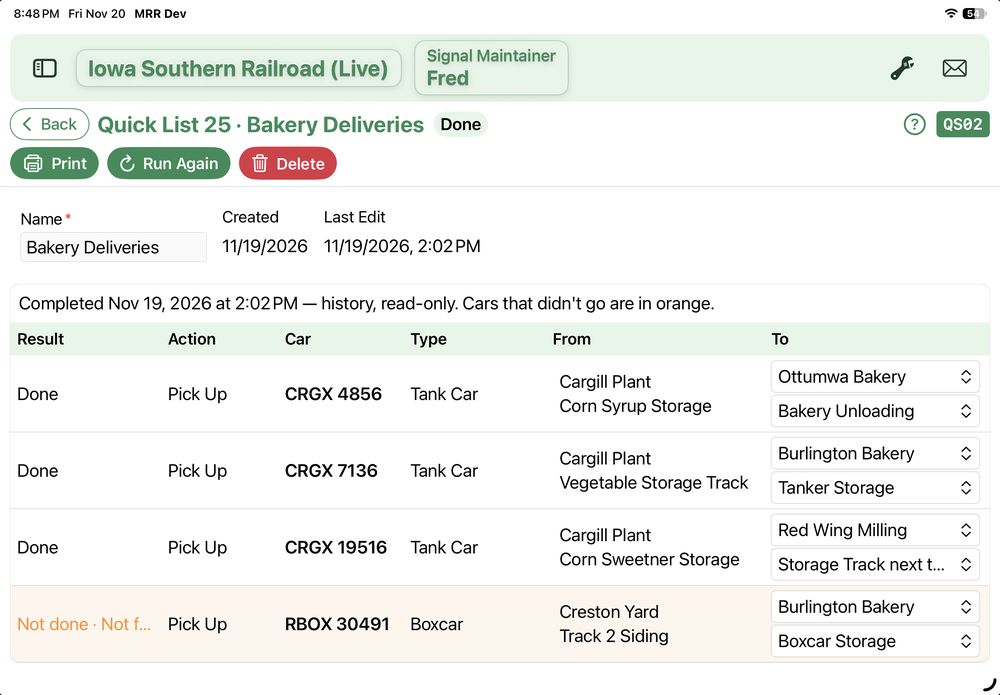 8:48 PM Fri Nov 20 MRR Dev
54
Iowa Southern Railroad (Live)
Signal Maintainer
Fred
Back
Quick List 25 · Bakery Deliveries
Done
?
QS02
Print
Run Again
Delete
Name*
Created
Last Edit
Bakery Deliveries
11/19/2026
11/19/2026, 2:02 PM
Completed Nov 19, 2026 at 2:02 PM — history, read-only. Cars that didn't go are in orange.
Result Action Car Type From To
Done Pick Up CRGX 4856 Tank Car
Cargill Plant
Corn Syrup Storage
Ottumwa Bakery
Bakery Unloading
Done Pick Up CRGX 7136 Tank Car
Cargill Plant
Vegetable Storage Track
Burlington Bakery
Tanker Storage
Done Pick Up CRGX 19516 Tank Car
Cargill Plant
Corn Sweetner Storage
Red Wing Milling
Storage Track next t...
Not done · Not f... Pick Up RBOX 30491 Boxcar
Creston Yard
Track 2 Siding
Burlington Bakery
Boxcar Storage